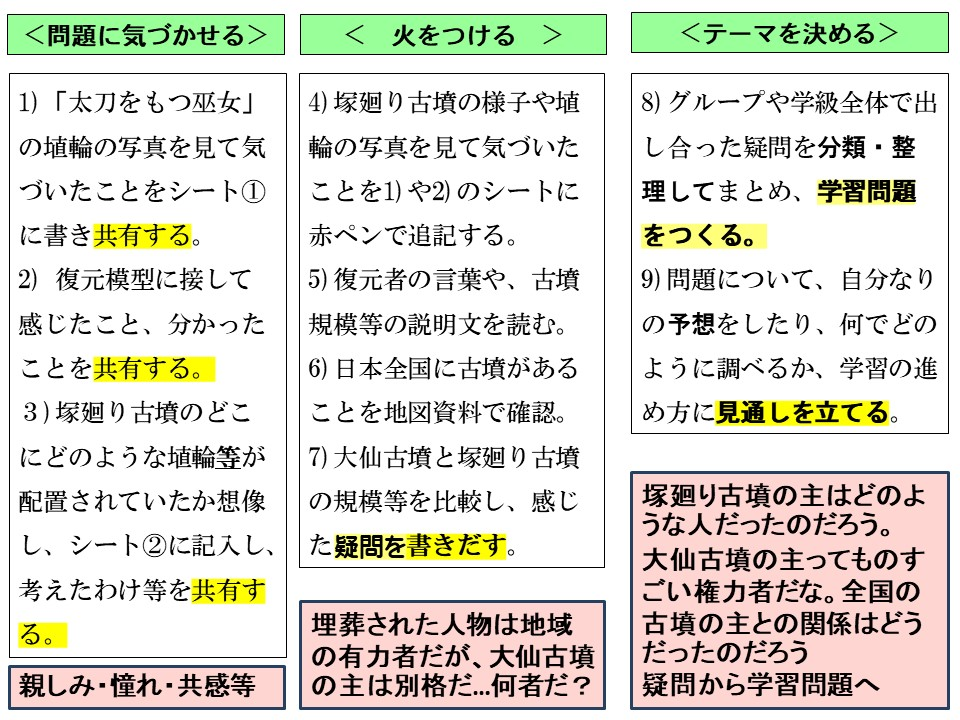 ＜問題に気づかせる＞
1)「太刀をもつ巫女」
の埴輪の写真を見て気
づいたことをシート①
に書き共有する。
2) 復元模型に接して
感じたこと、分かった
ことを共有する。
３)塚廻り古墳のどこ
にどのような埴輪等が
配置されていたか想像
し、シート②に記入し、
考えたわけ等を共有す
る。
親しみ・憧れ・共感等
＜ 火をつける ＞
4)塚廻り古墳の様子や埴
輪の写真を見て気づいた
ことを1)や2)のシートに
赤ペンで追記する。
5)復元者の言葉や、古墳
規模等の説明文を読む。
6)日本全国に古墳がある
ことを地図資料で確認。
7)大仙古墳と塚廻り古墳
の規模等を比較し、感じ
た疑問を書きだす。
埋葬された人物は地域
の有力者だが、大仙古墳
の主は別格だ…何者だ？
＜テーマを決める＞
8)グループや学級全体で出
し合った疑問を分類・整
理してまとめ、学習問題
をつくる。
9)問題について、自分なり
の予想をしたり、何でどの
ように調べるか、学習の進
め方に見通しを立てる。
塚廻り古墳の主はどのよ
うな人だったのだろう。
大仙古墳の主ってものす
ごい権力者だな。全国の
古墳の主との関係はどう
だったのだろう
疑問から学習問題へ